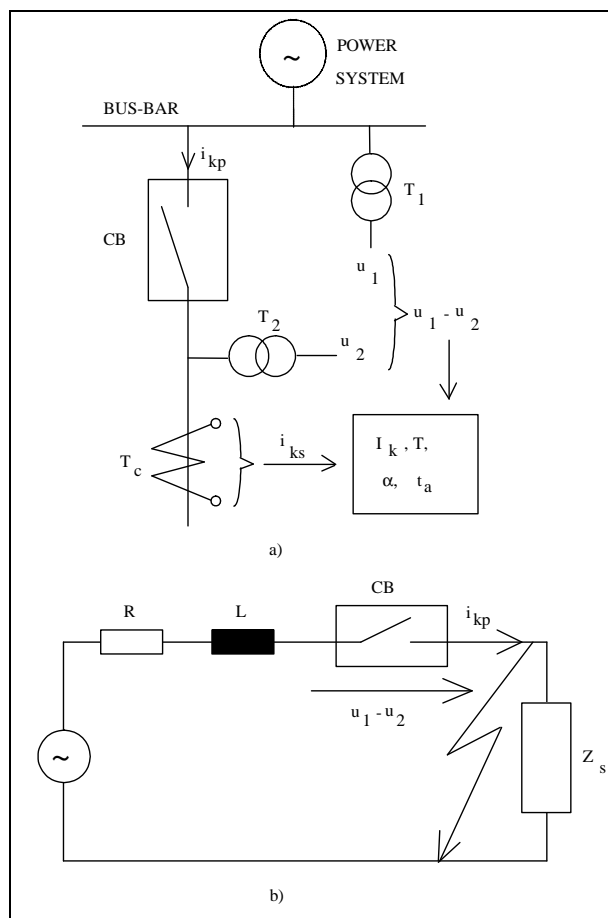 POWER
SYSTEM
~
BUS-BAR
i kp
CB
T 1
u 1
u 1 - u 2
T 2
u 2
T c
i ks
I k , T,
α, t a
a)
R
L
CB
i kp
u 1 - u 2
~
Z s
b)